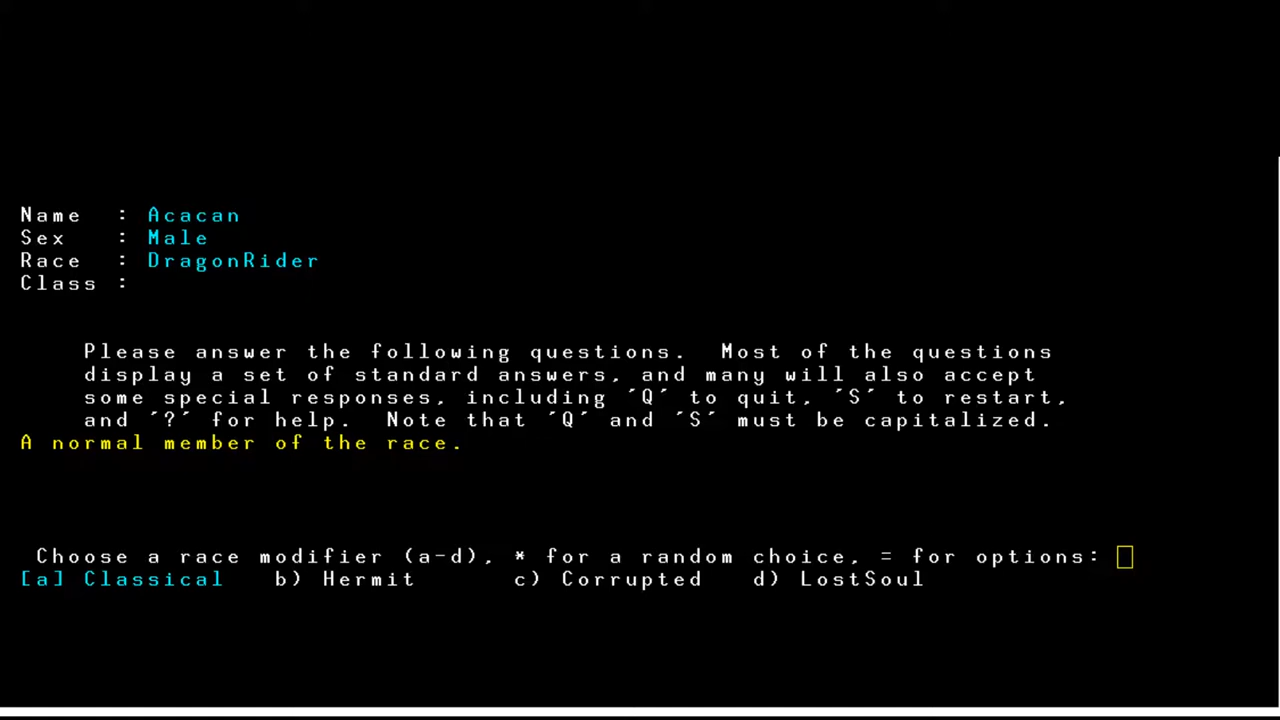 Name : Acacan
Sex : Male
Race : DragonRider
Class :
Please answer the following questions. Most of the questions
display a set of standard answers, and many will also accept
some special responses, including ´Q´ to quit, ´S´ to restart,
and ´?´ for help. Note that ´Q´ and ´S´ must be capitalized.
A normal member of the race.
Choose a race modifier (a-d), * for a random choice, = for options:
[a] Classical b) Hermit c) Corrupted d) LostSoul